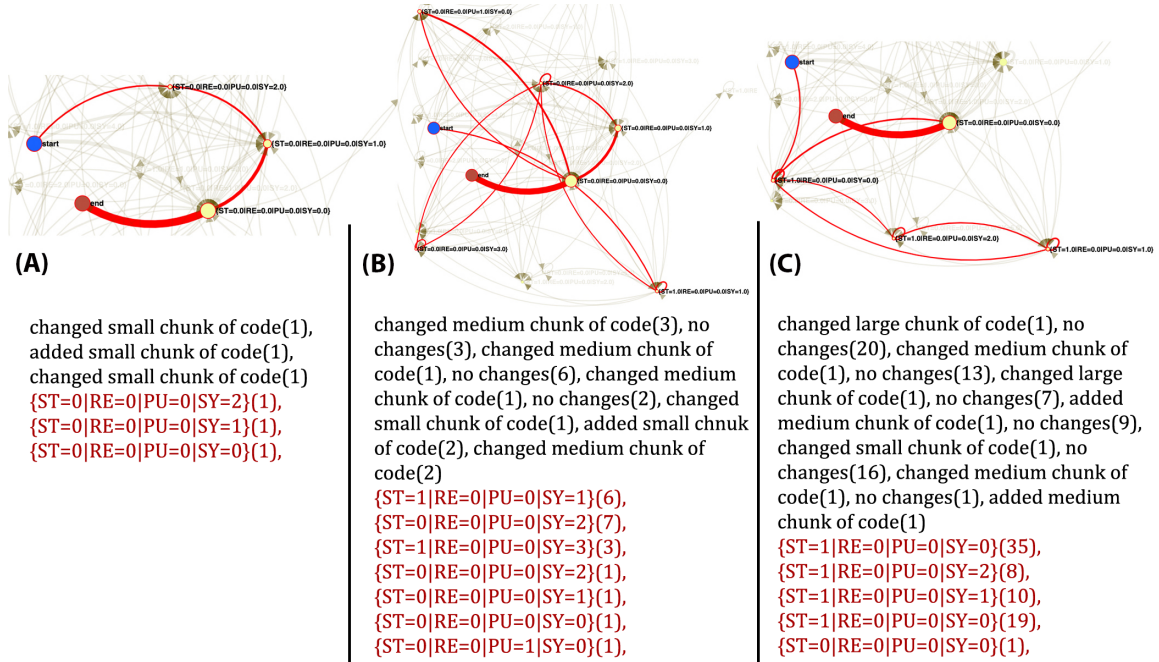 start
{ST=0.0|RE=0.0|PU=0.0|SY=2.0}
{ST=0.0|RE=0.0|PU=0.0|SY=1.0}
end
{ST=0.0|RE=0.0|PU=0.0|SY=0.0}
(A)
changed small chunk of code(1),
added small chunk of code(1),
changed small chunk of code(1)
{ST=0|RE=0|PU=0|SY=2}(1),
{ST=0|RE=0|PU=0|SY=1}(1),
{ST=0|RE=0|PU=0|SY=0}(1),
{ST=0.0|RE=0.0|PU=1.0|SY=0.0}
{ST=0.0|RE=0.0|PU=0.0|SY=2.0}
start
{ST=0.0|RE=0.0|PU=0.0|SY=1.0}
end
{ST=0.0|RE=0.0|PU=0.0|SY=0.0}
{ST=0.0|RE=0.0|PU=0.0|SY=3.0}
{ST=1.0|RE=0.0|PU=0.0|SY=1.0}
(B)
changed medium chunk of code(3), no
changes(3), changed medium chunk of
code(1), no changes(6), changed medium
chunk of code(1), no changes(2), changed
small chunk of code(1), added small chnuk
of code(2), changed medium chunk of
code(2)
{ST=1|RE=0|PU=0|SY=1}(6),
{ST=0|RE=0|PU=0|SY=2}(7),
{ST=1|RE=0|PU=0|SY=3}(3),
{ST=0|RE=0|PU=0|SY=2}(1),
{ST=0|RE=0|PU=0|SY=1}(1),
{ST=0|RE=0|PU=0|SY=0}(1),
{ST=0|RE=0|PU=1|SY=0}(1),
start
end
{ST=0.0|RE=0.0|PU=0.0|SY=0.0}
{ST=1.0|RE=0.0|PU=0.0|SY=0.0}
{ST=1.0|RE=0.0|PU=0.0|SY=2.0}
{ST=1.0|RE=0.0|PU=0.0|SY=1.0}
(C)
changed large chunk of code(1), no
changes(20), changed medium chunk of
code(1), no changes(13), changed large
chunk of code(1), no changes(7), added
medium chunk of code(1), no changes(9),
changed small chunk of code(1), no
changes(16), changed medium chunk of
code(1), no changes(1), added medium
chunk of code(1)
{ST=1|RE=0|PU=0|SY=0}(35),
{ST=1|RE=0|PU=0|SY=2}(8),
{ST=1|RE=0|PU=0|SY=1}(10),
{ST=1|RE=0|PU=0|SY=0}(19),
{ST=0|RE=0|PU=0|SY=0}(1),